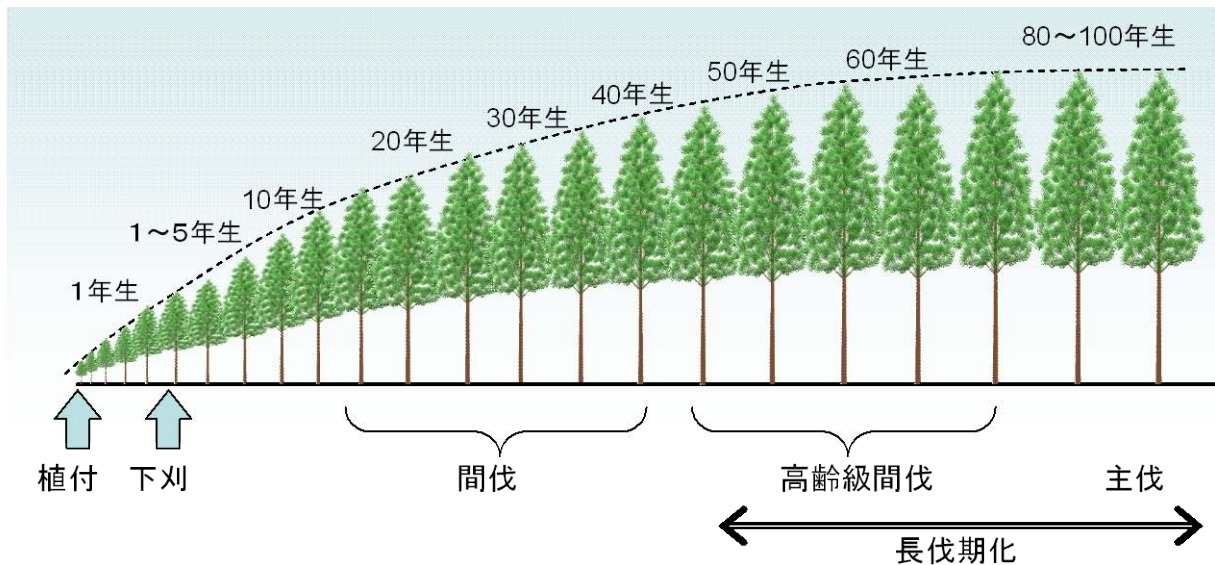 1年生
1~5年生
10年生
20年生
30年生
40年生
50年生
60年生
80~100年生
植付
下刈
間伐
高齢級間伐
主伐
長伐期化